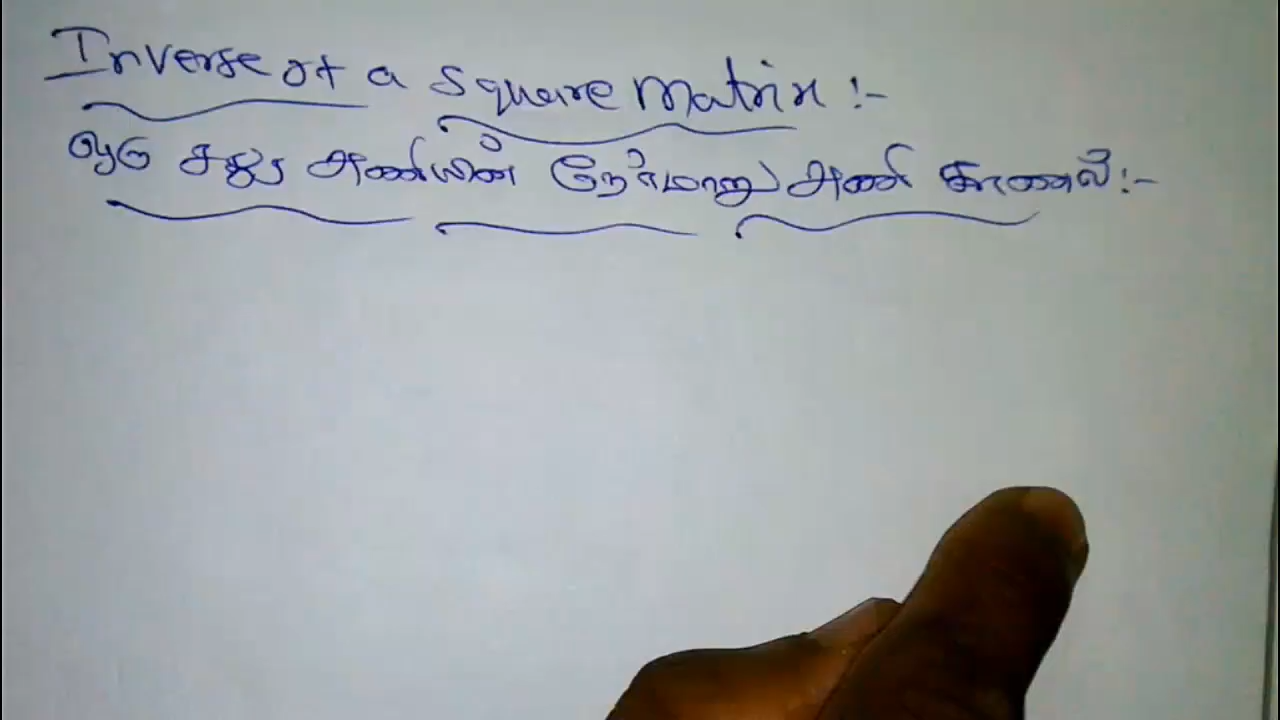 Inverse of a Square Matrix :-
ஒரு சதுர அணியின் நேர்மாறு அணி காணல் :-